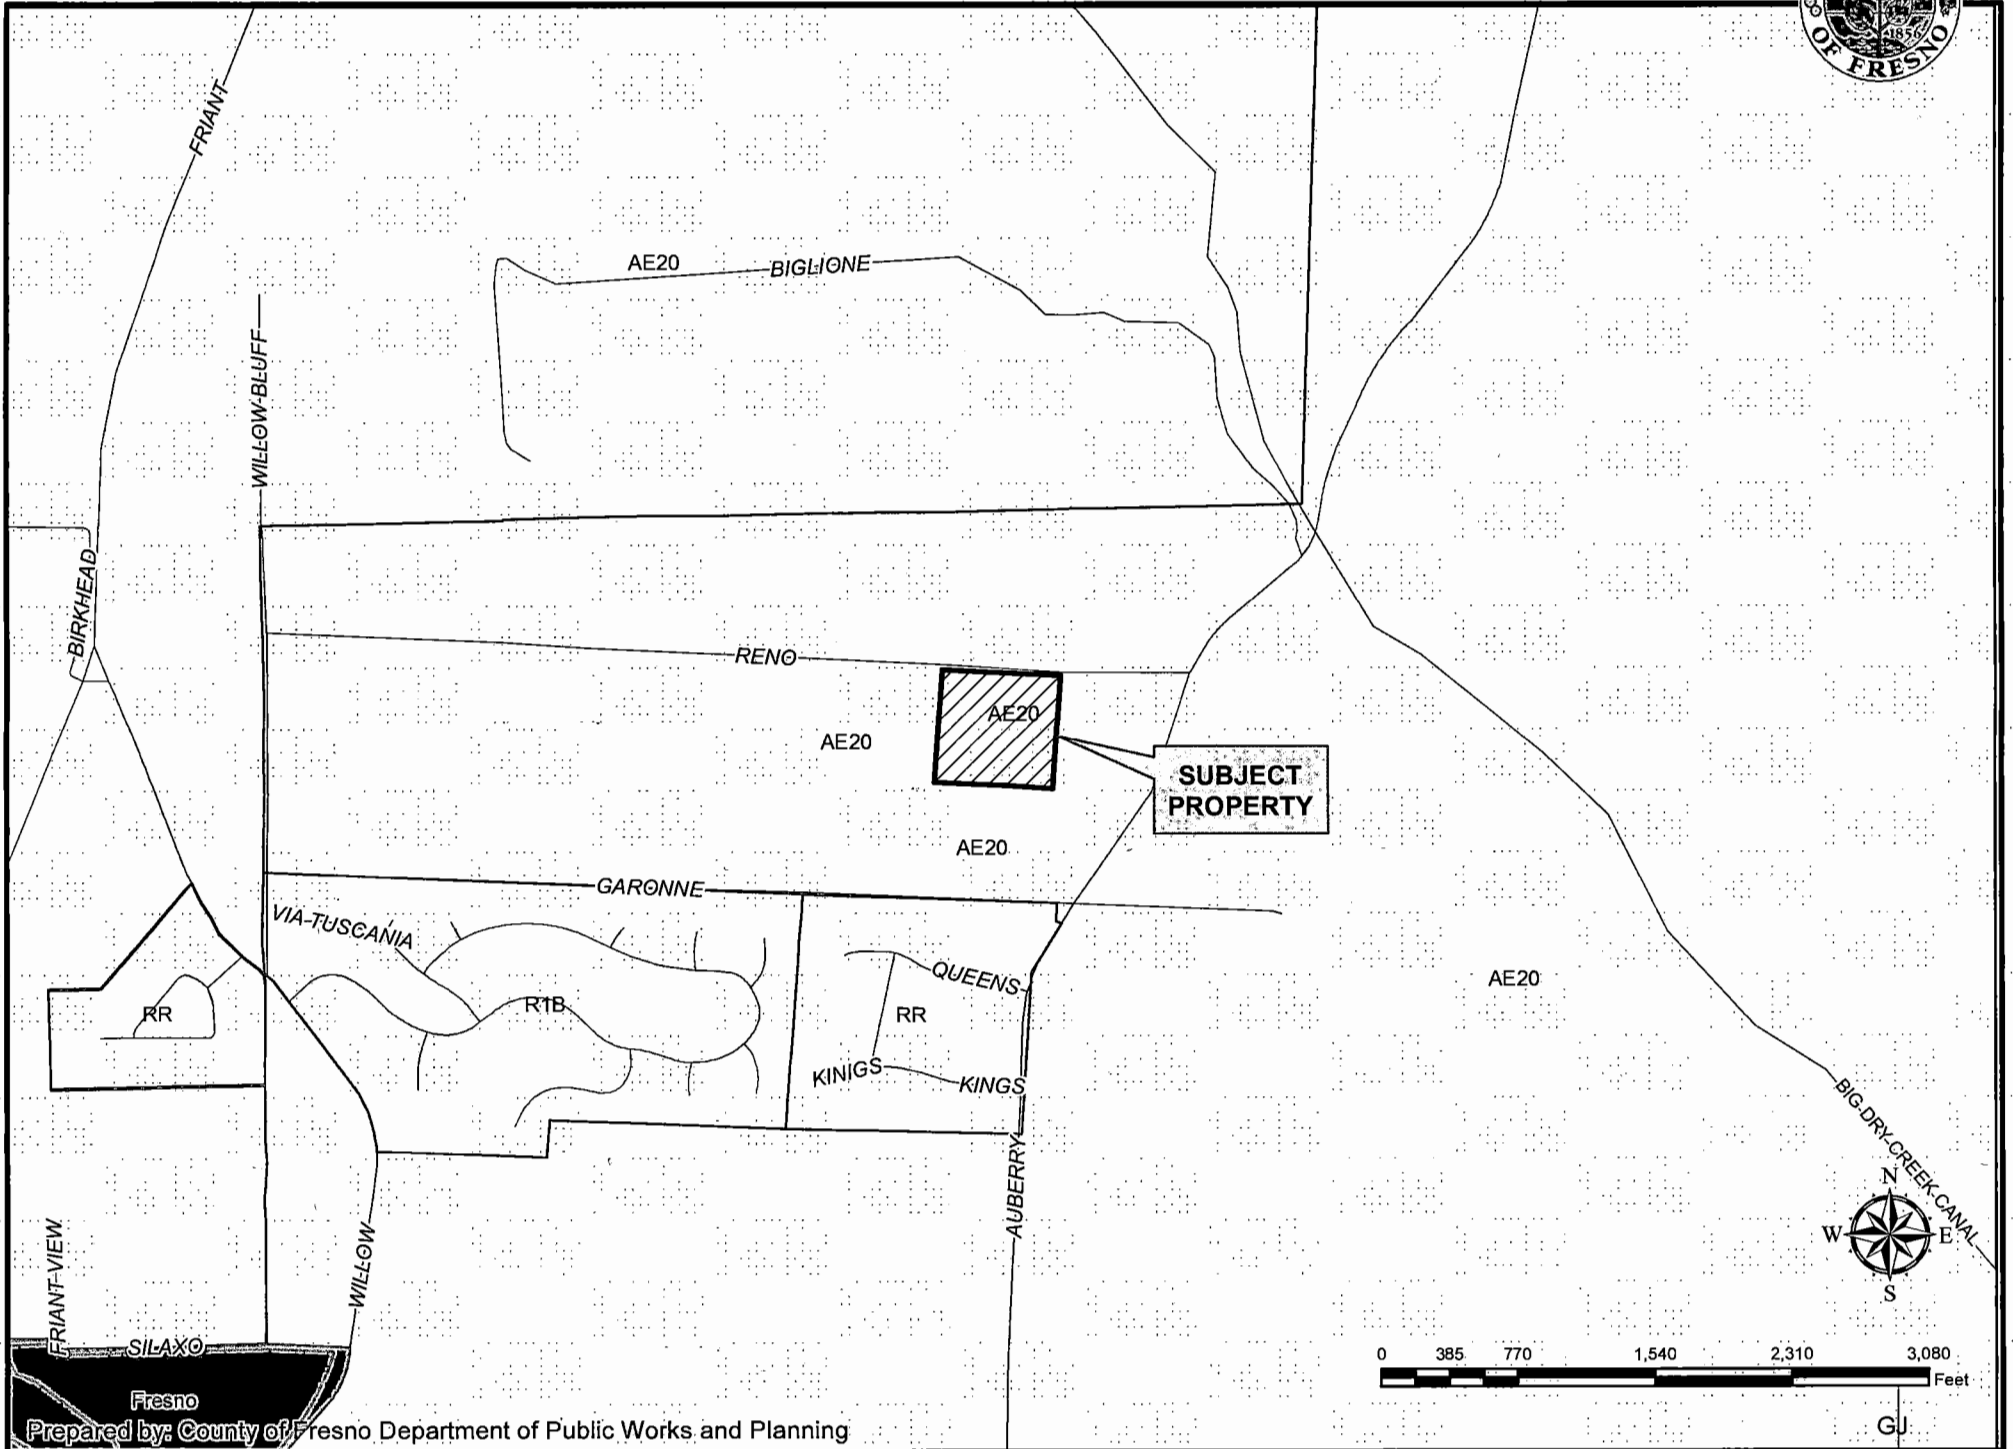 1856
OF FRESNO
FRIANT
AE20
BIGLIONE
WILLOW-BLUFF
BIRKHEAD
RENO
AE20
AE20
SUBJECT
PROPERTY
AE20
GARONNE
VIA-TUSCANIA
QUEENS
AE20
RR
R1B
RR
KINIGS
KINGS
BIG-DRY-CREEK-CANAL
AUBERRY
N
W
E
S
FRIANT-VIEW
WILLOW
SILAXO
0 385 770 1,540 2,310 3,080
Feet
Fresno
Prepared by: County of Fresno Department of Public Works and Planning
GJ